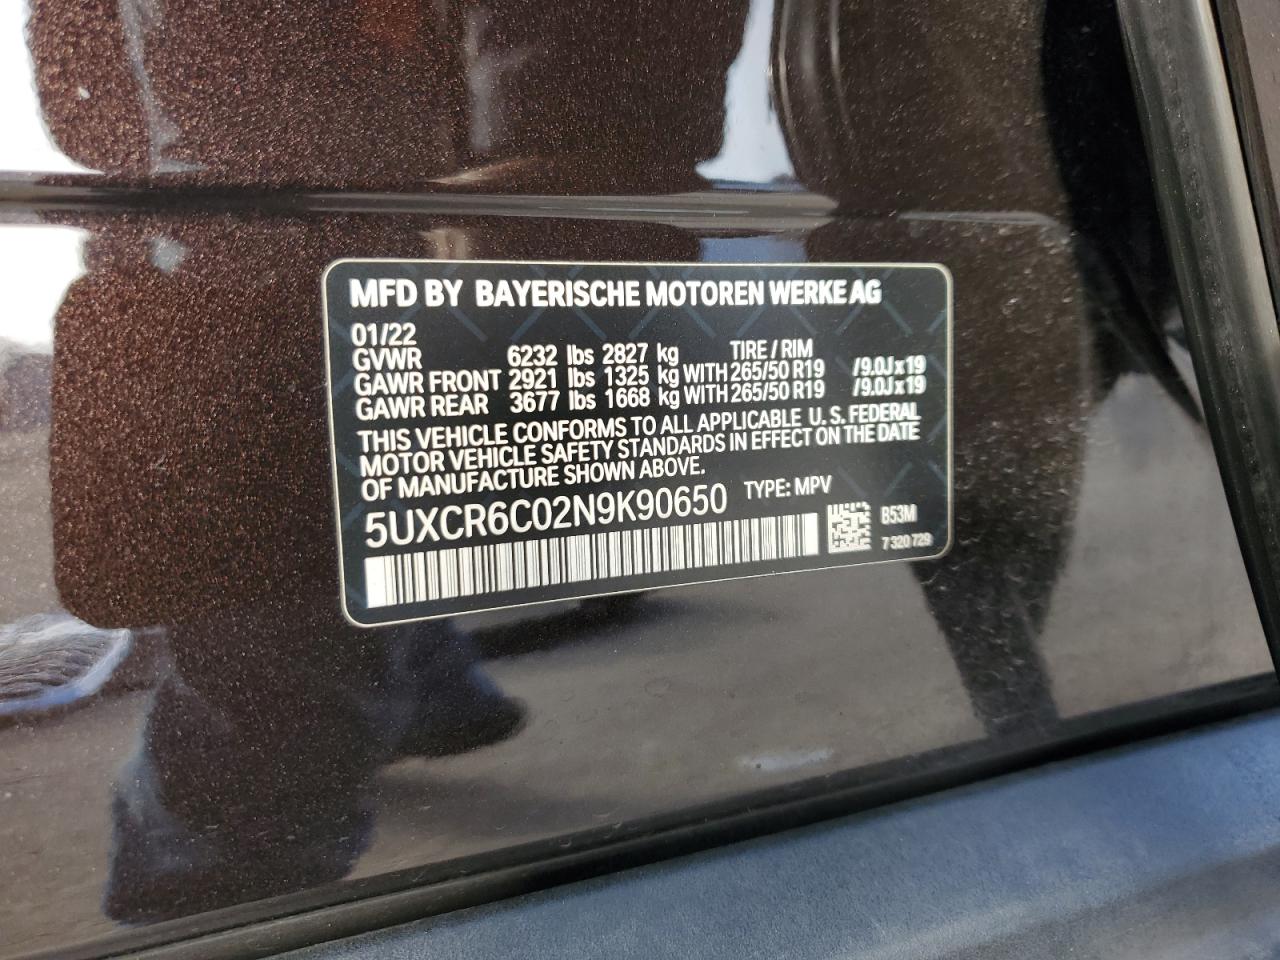 MFD BY BAYERISCHE MOTOREN WERKE AG
01/22
GVWR 6232 lbs 2827 kg TIRE / RIM
GAWR FRONT 2921 lbs 1325 kg WITH 265/50 R19 /9.0J x 19
GAWR REAR 3677 lbs 1668 kg WITH 265/50 R19 /9.0J x 19
THIS VEHICLE CONFORMS TO ALL APPLICABLE U. S. FEDERAL
MOTOR VEHICLE SAFETY STANDARDS IN EFFECT ON THE DATE
OF MANUFACTURE SHOWN ABOVE.
5UXCR6C02N9K90650 TYPE: MPV
B53M
7 320 729